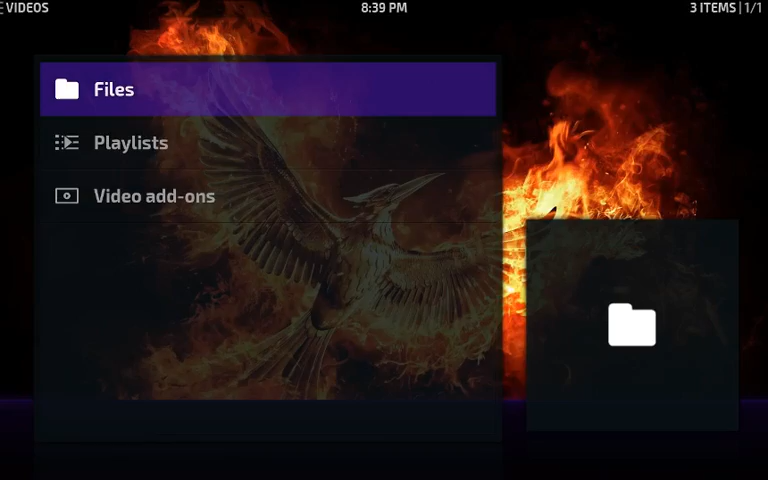 VIDEOS
8:39 PM
3 ITEMS | 1/1
Files
Playlists
Video add-ons